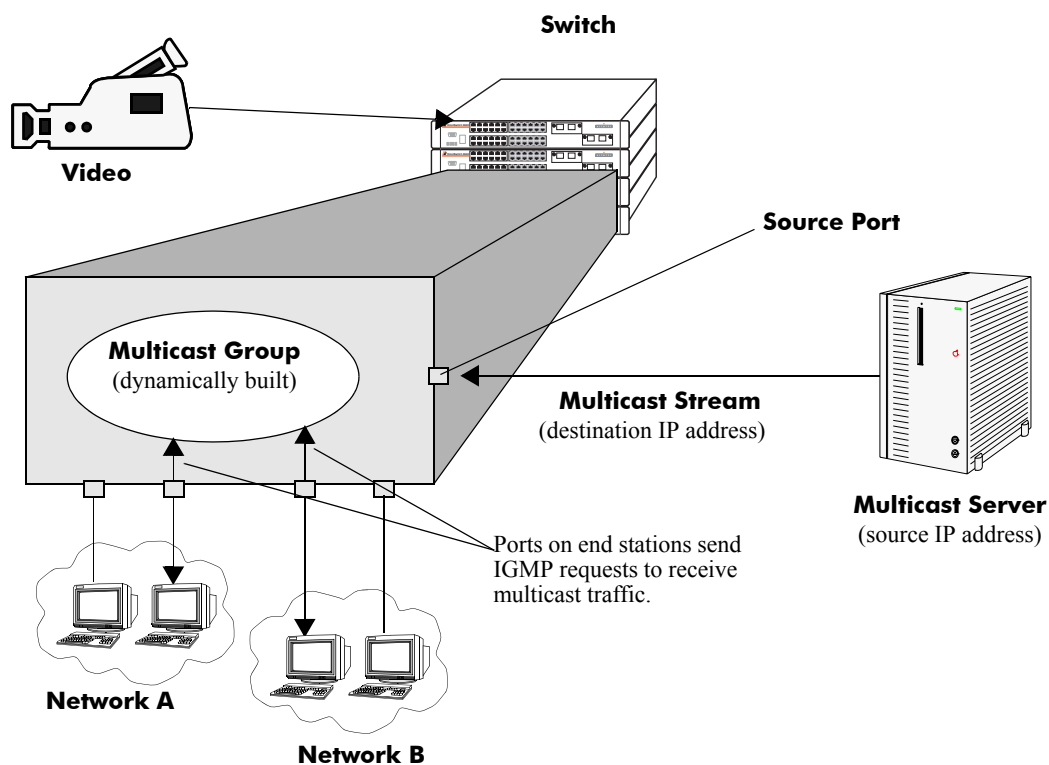 Switch
Video
Source Port
Multicast Group
(dynamically built)
Multicast Stream
(destination IP address)
Multicast Server
(source IP address)
Ports on end stations send
IGMP requests to receive
multicast traffic.
Network A
Network B